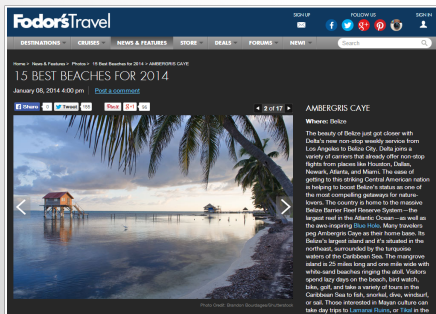 Fodor'sTravel
SIGN UP
FOLLOW US
SIGN IN
DESTINATIONS
CRUISES
NEWS & FEATURES
STORE
DEALS
FORUMS
NEW!
Search
Home > News & Features > Photos > 15 Best Beaches for 2014 > AMBERGRIS CAYE
15 BEST BEACHES FOR 2014
January 08, 2014 4:00 pm
Post a comment
Share
0
Tweet
Pin it
+1
2 of 17
AMBERGRIS CAYE
Where: Belize
The beauty of Belize just got closer with
Delta's new non-stop weekly service from
Los Angeles to Belize City. Delta joins a
variety of carriers that already offer non-stop
flights from places like Houston, Dallas,
Newark, Atlanta, and Miami. The ease of
getting to this striking Central American nation
is helping to boost Belize's status as one of
the most compelling getaways for nature-
lovers. The country is home to the massive
Belize Barrier Reef Reserve System—the
largest reef in the Atlantic Ocean—as well as
the awe-inspiring Blue Hole. Many travelers
peg Ambergris Caye as their home base. Its
Belize's largest island and it's situated in the
northeast, surrounded by the turquoise
waters of the Caribbean Sea. The mangrove
island is 25 miles long and one mile wide with
white-sand beaches ringing the atoll. Visitors
spend lazy days on the beach, bird watch,
bike, golf, and take a variety of tours in the
Caribbean Sea to fish, snorkel, dive, windsurf,
or sail. Those interested in Mayan culture can
take day trips to Lamanai Ruins, or Tikal in the